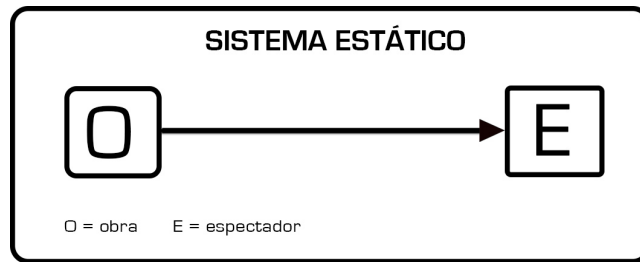 SISTEMA ESTÁTICO
O E
O = obra E = espectador